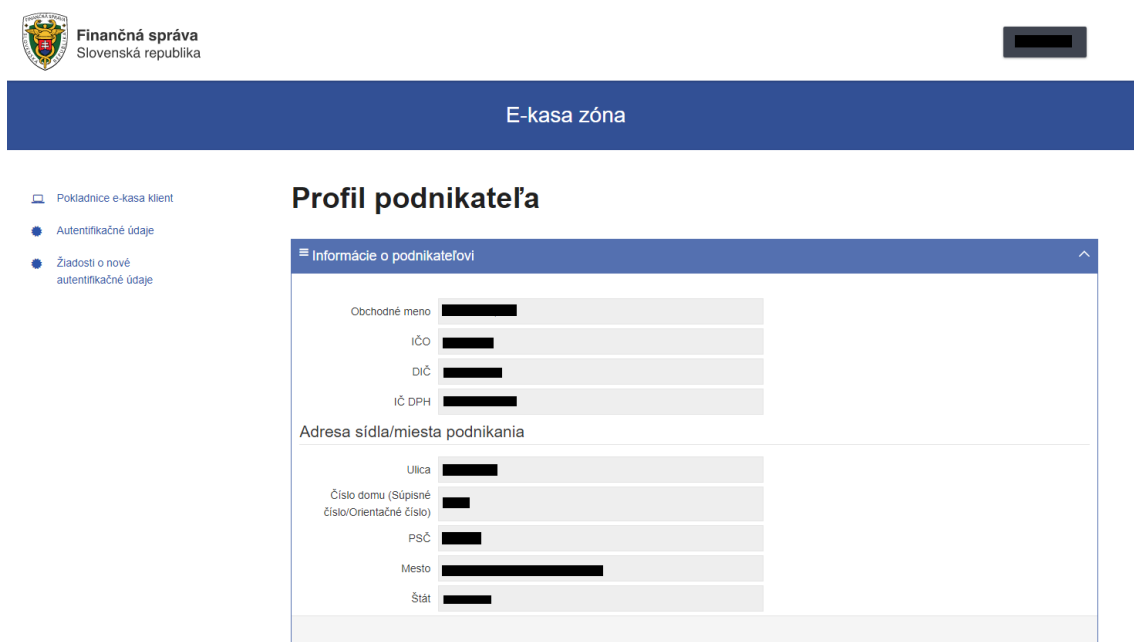 Finančná správa
Slovenská republika
E-kasa zóna
Pokladnice e-kasa klient
Autentifikačné údaje
Žiadosti o nové
autentifikačné údaje
Profil podnikateľa
Informácie o podnikateľovi
Obchodné meno
IČO
DIČ
IČ DPH
Adresa sídla/miesta podnikania
Ulica
Číslo domu (Súpisné
číslo/Orientačné číslo)
PSČ
Mesto
Štát